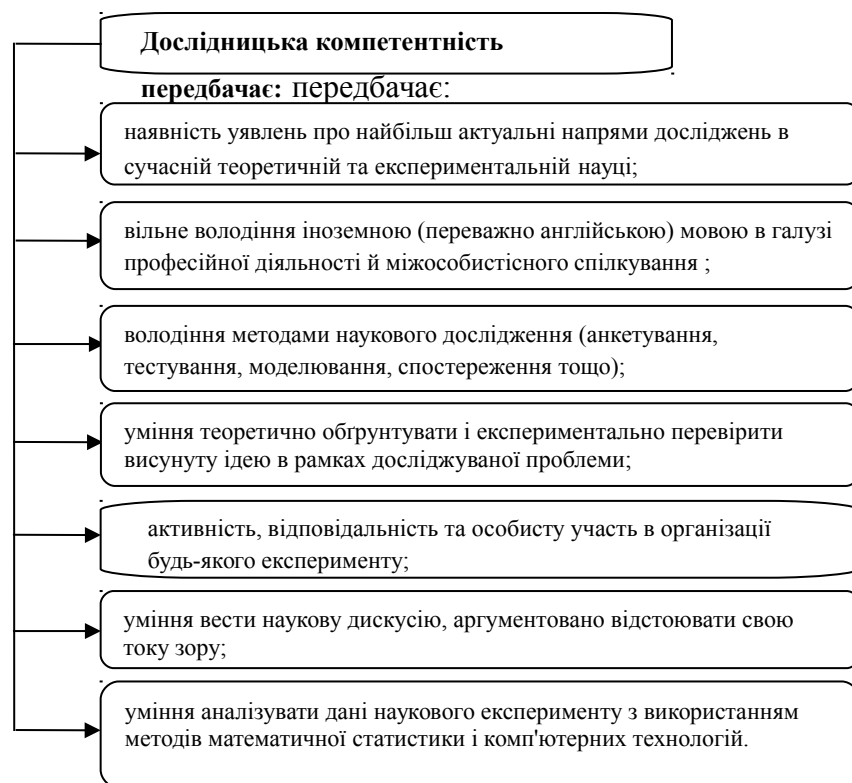 Дослідницька компетентність
передбачає: передбачає:
наявність уявлень про найбільш актуальні напрями досліджень в
сучасній теоретичній та експериментальній науці;
вільне володіння іноземною (переважно англійською) мовою в галузі
професійної діяльності й міжособистісного спілкування ;
володіння методами наукового дослідження (анкетування,
тестування, моделювання, спостереження тощо);
уміння теоретично обґрунтувати і експериментально перевірити
висунуту ідею в рамках досліджуваної проблеми;
активність, відповідальність та особисту участь в організації
будь-якого експерименту;
уміння вести наукову дискусію, аргументовано відстоювати свою
току зору;
уміння аналізувати дані наукового експерименту з використанням
методів математичної статистики і комп'ютерних технологій.